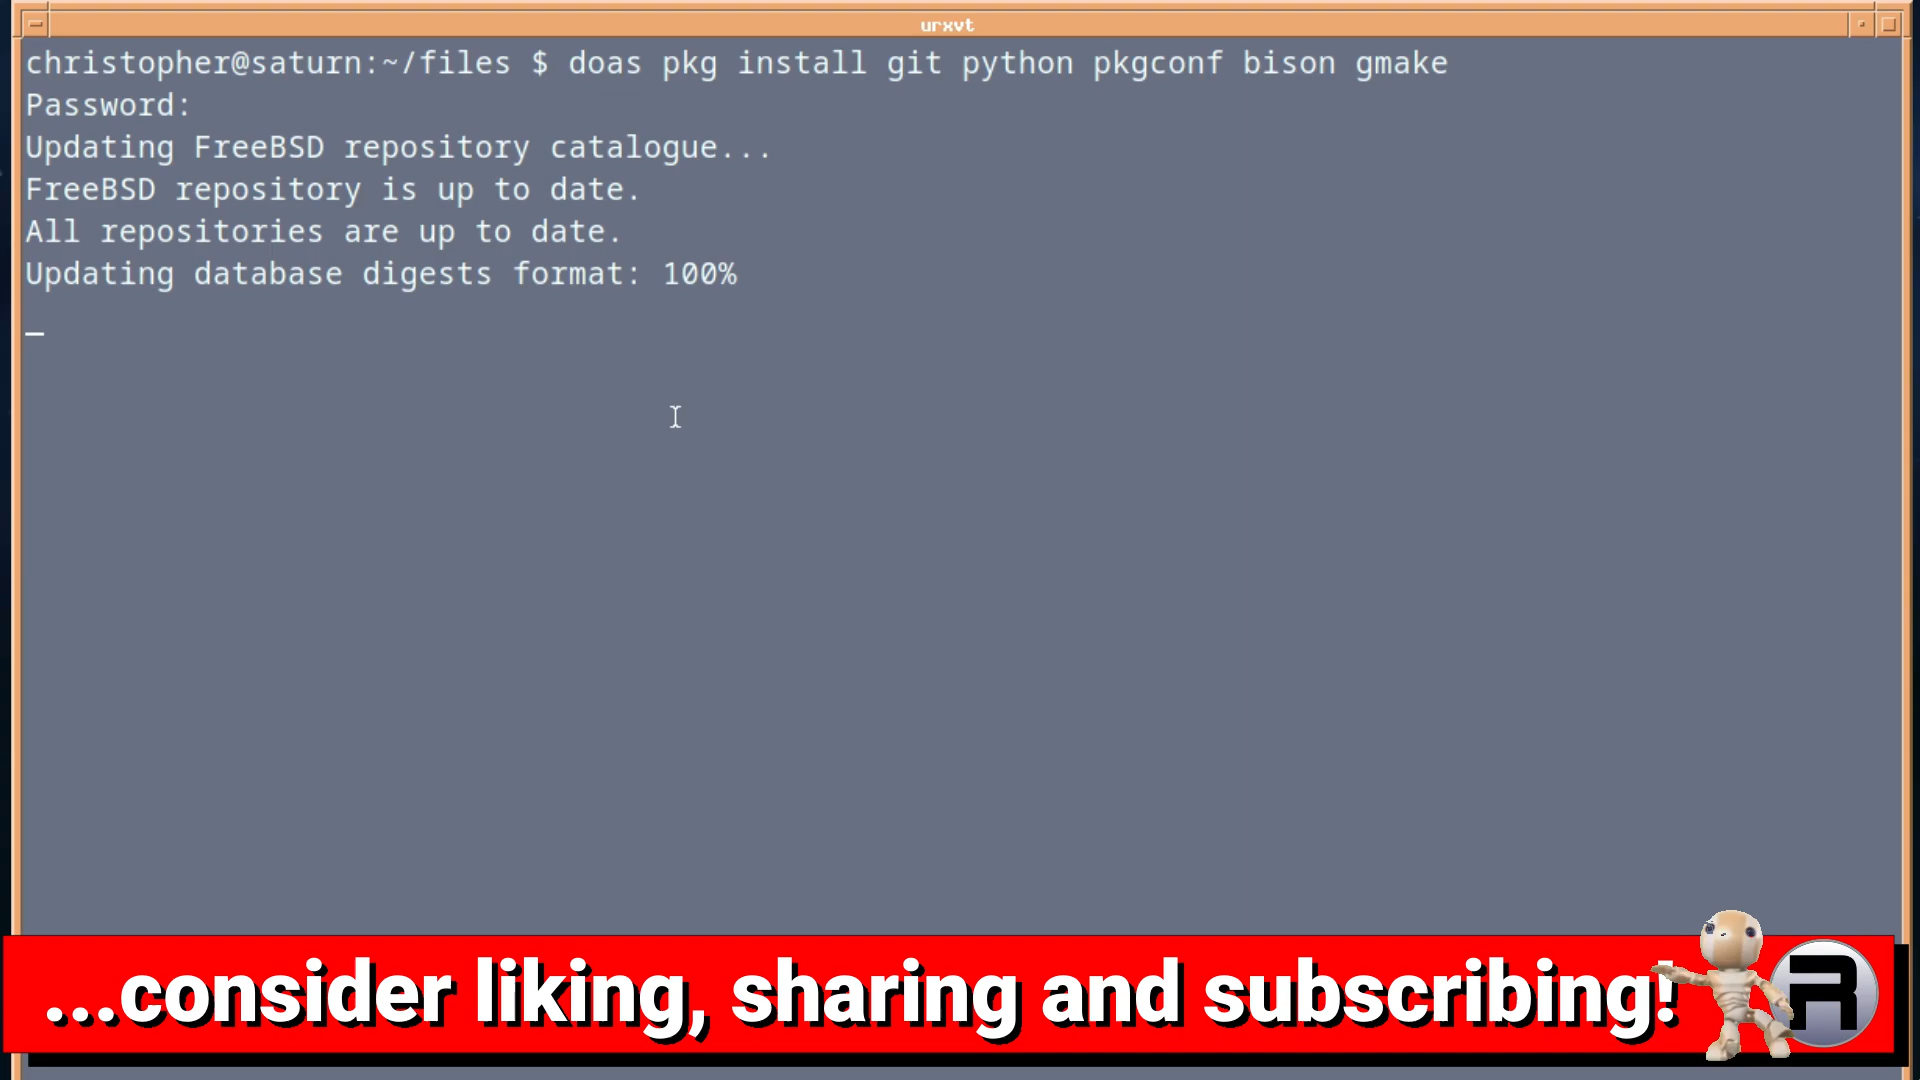 urxvt
christopher@saturn:~/files $ doas pkg install git python pkgconf bison gmake
Password:
Updating FreeBSD repository catalogue...
FreeBSD repository is up to date.
All repositories are up to date.
Updating database digests format: 100%
...consider liking, sharing and subscribing!
R